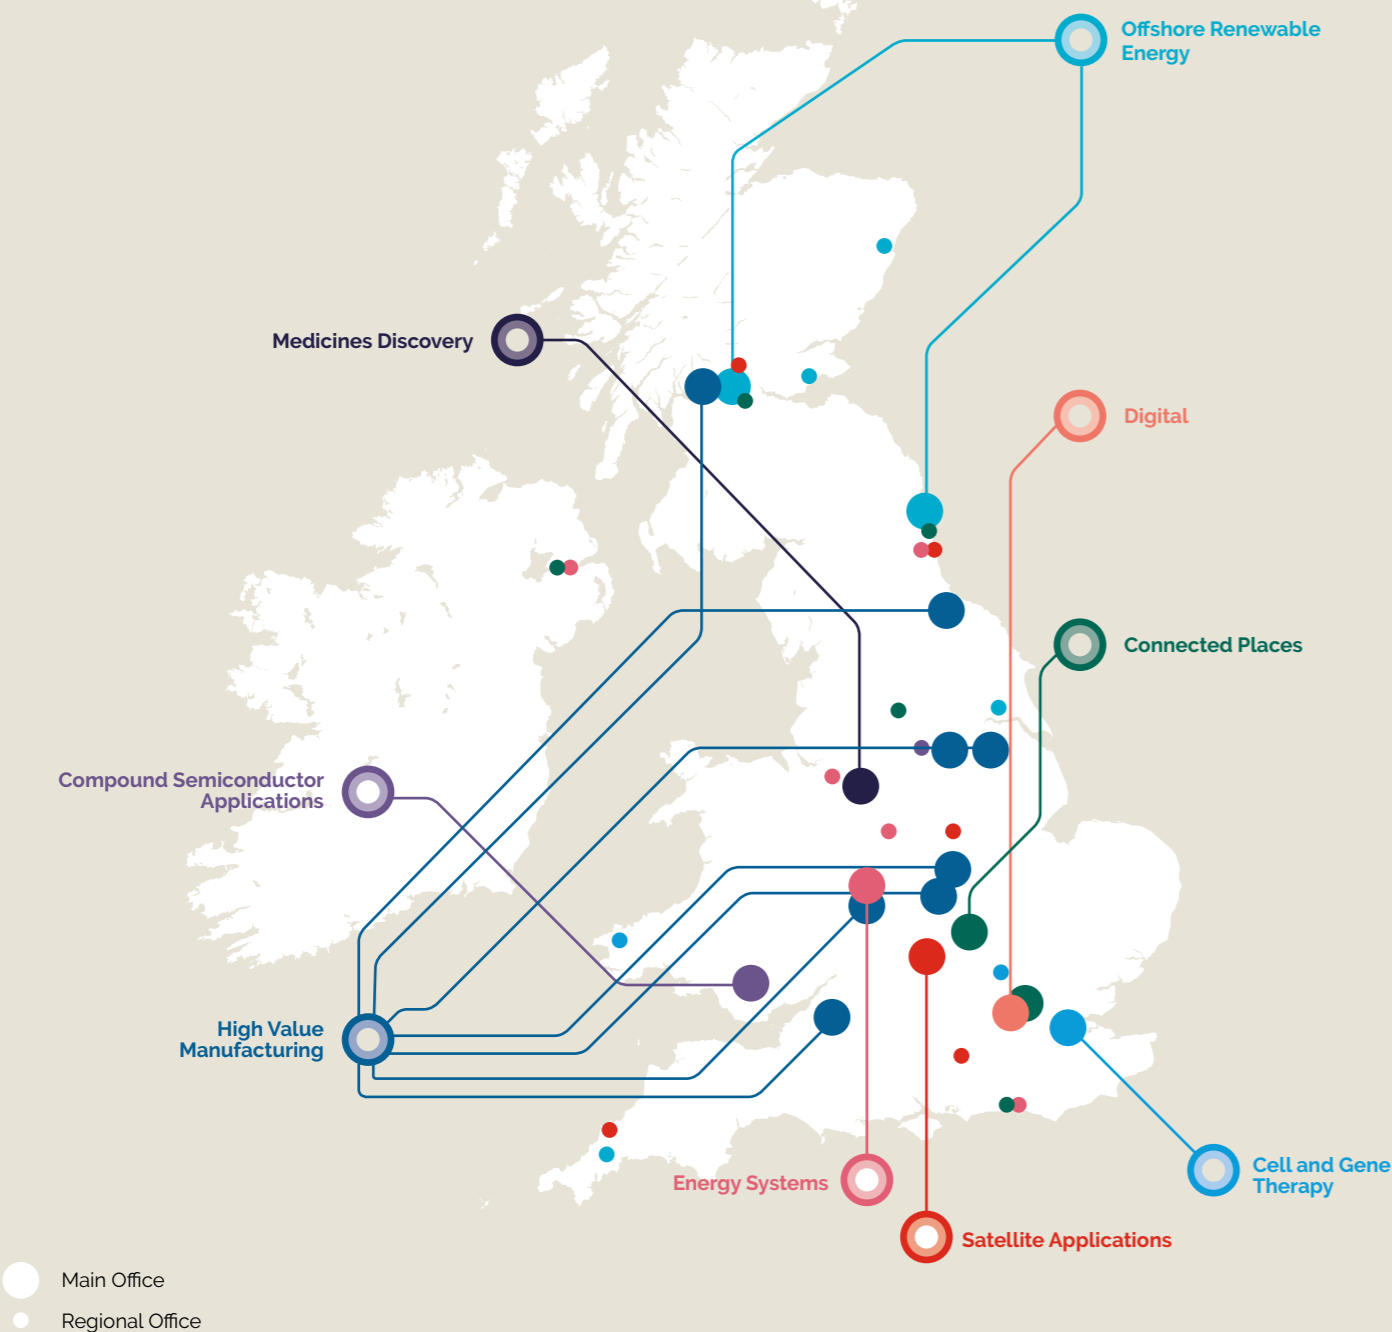 Offshore Renewable
Energy
Medicines Discovery
Digital
Connected Places
Compound Semiconductor
Applications
High Value
Manufacturing
Cell and Gene
Therapy
Energy Systems
Satellite Applications
Main Office
Regional Office